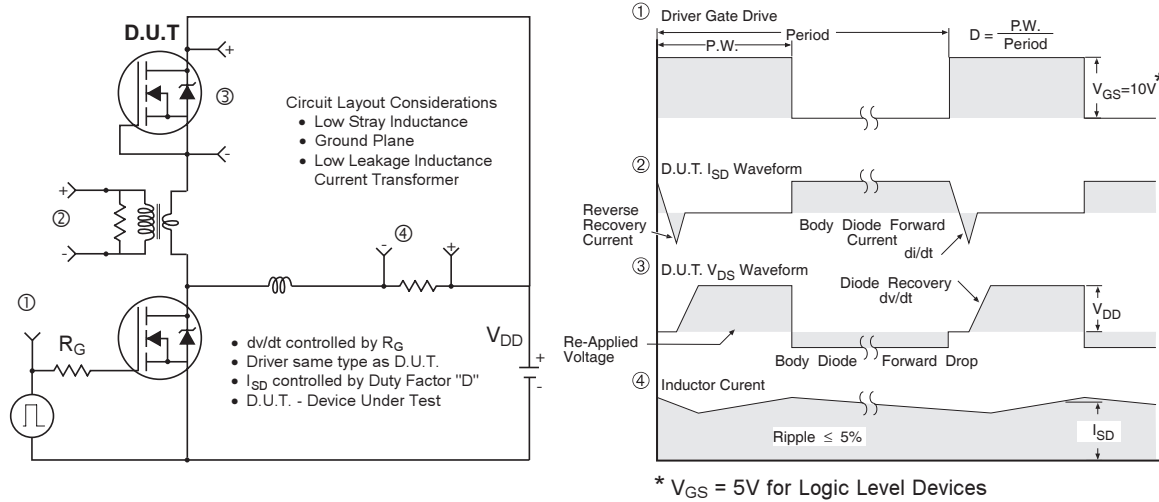 D.U.T
+
③
-
Circuit Layout Considerations
• Low Stray Inductance
• Ground Plane
• Low Leakage Inductance
Current Transformer
+
②
-
④
- +
①
R_G
• dv/dt controlled by R_G
• Driver same type as D.U.T.
• I_SD controlled by Duty Factor "D"
• D.U.T. - Device Under Test
V_DD
+
-
① Driver Gate Drive
P.W.
Period
D = P.W. / Period
V_GS=10V*
② D.U.T. I_SD Waveform
Reverse
Recovery
Current
Body Diode Forward
Current
di/dt
③ D.U.T. V_DS Waveform
Diode Recovery
dv/dt
V_DD
Re-Applied
Voltage
Body Diode Forward Drop
④ Inductor Curent
Ripple ≤ 5%
I_SD
* V_GS = 5V for Logic Level Devices